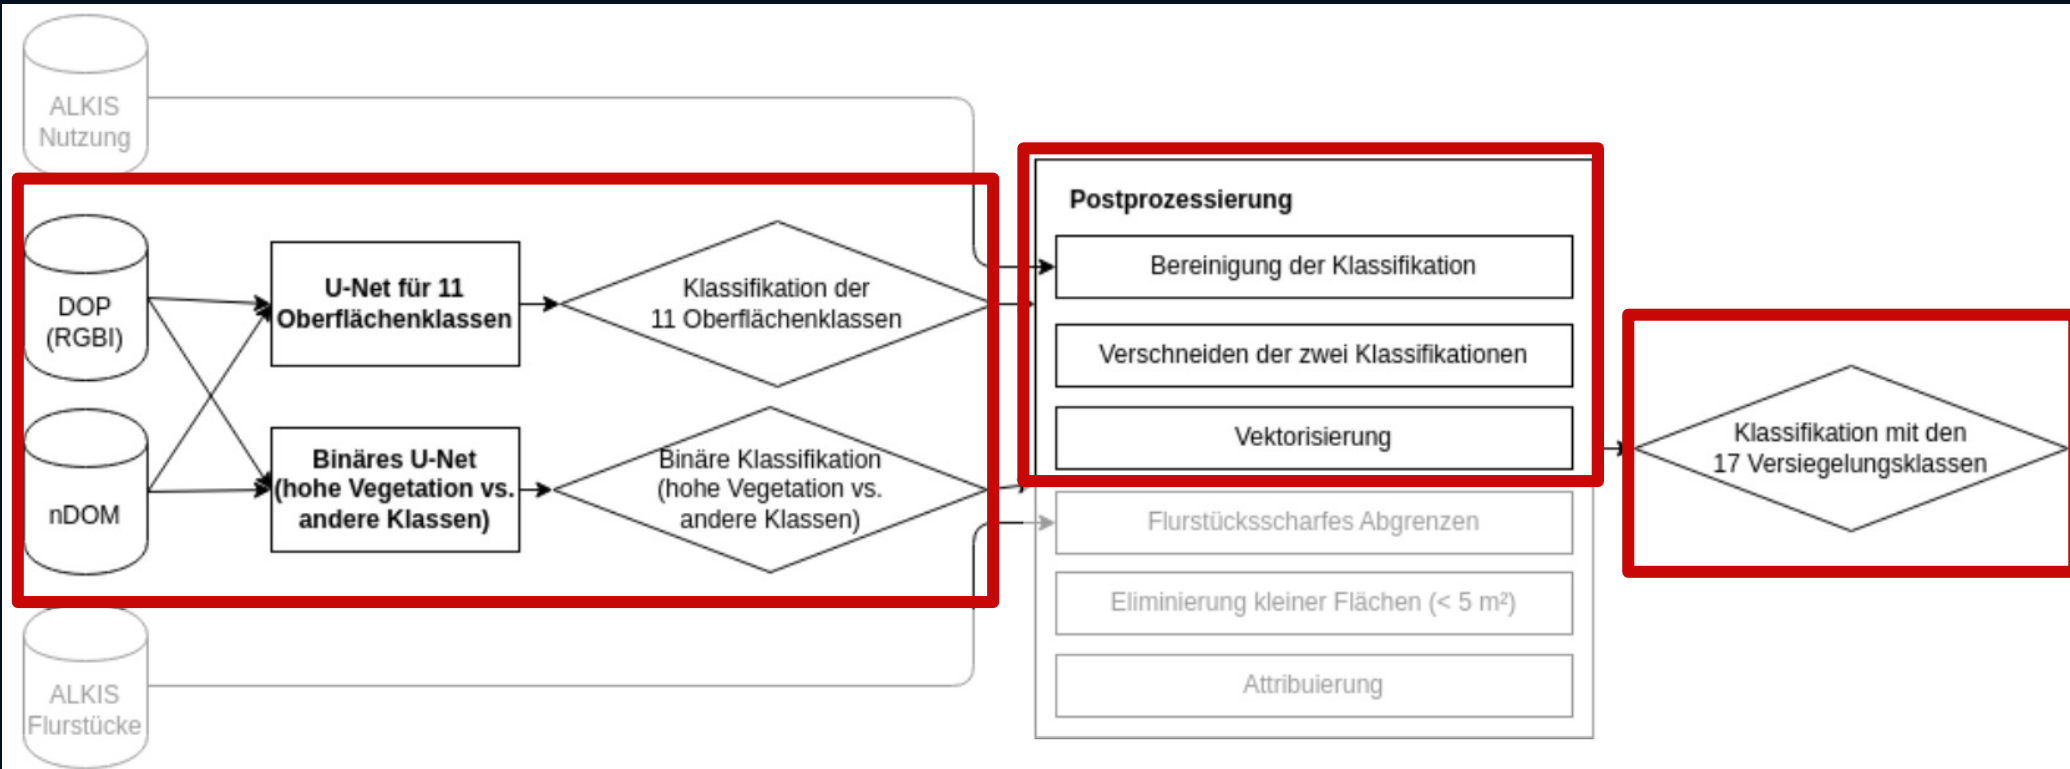 ALKIS
Nutzung
DOP
(RGBI)
nDOM
ALKIS
Flurstücke
U-Net für 11
Oberflächenklassen
Binäres U-Net
(hohe Vegetation vs.
andere Klassen)
Klassifikation der
11 Oberflächenklassen
Binäre Klassifikation
(hohe Vegetation vs.
andere Klassen)
Postprozessierung
Bereinigung der Klassifikation
Verschneiden der zwei Klassifikationen
Vektorisierung
Flurstücksscharfes Abgrenzen
Eliminierung kleiner Flächen (< 5 m²)
Attribuierung
Klassifikation mit den
17 Versiegelungsklassen